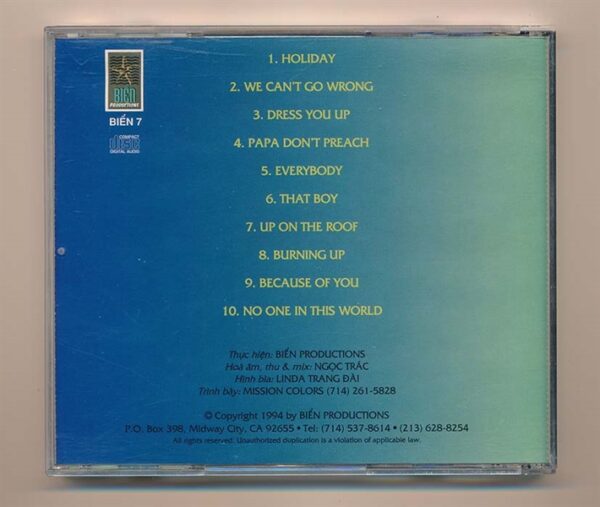 BIỂN
PRODUCTIONS
BIỂN 7
COMPACT
disc
DIGITAL AUDIO
1. HOLIDAY
2. WE CAN'T GO WRONG
3. DRESS YOU UP
4. PAPA DON'T PREACH
5. EVERYBODY
6. THAT BOY
7. UP ON THE ROOF
8. BURNING UP
9. BECAUSE OF YOU
10. NO ONE IN THIS WORLD
Thực hiện: BIỂN PRODUCTIONS
Hoà âm, thu & mix: NGỌC TRÁC
Hình bìa: LINDA TRANG ĐÀI
Trình bày: MISSION COLORS (714) 261-5828
© Copyright 1994 by BIỂN PRODUCTIONS
P.O. Box 398, Midway City, CA 92655 • Tel: (714) 537-8614 • (213) 628-8254
All rights reserved. Unauthorized duplication is a violation of applicable law.